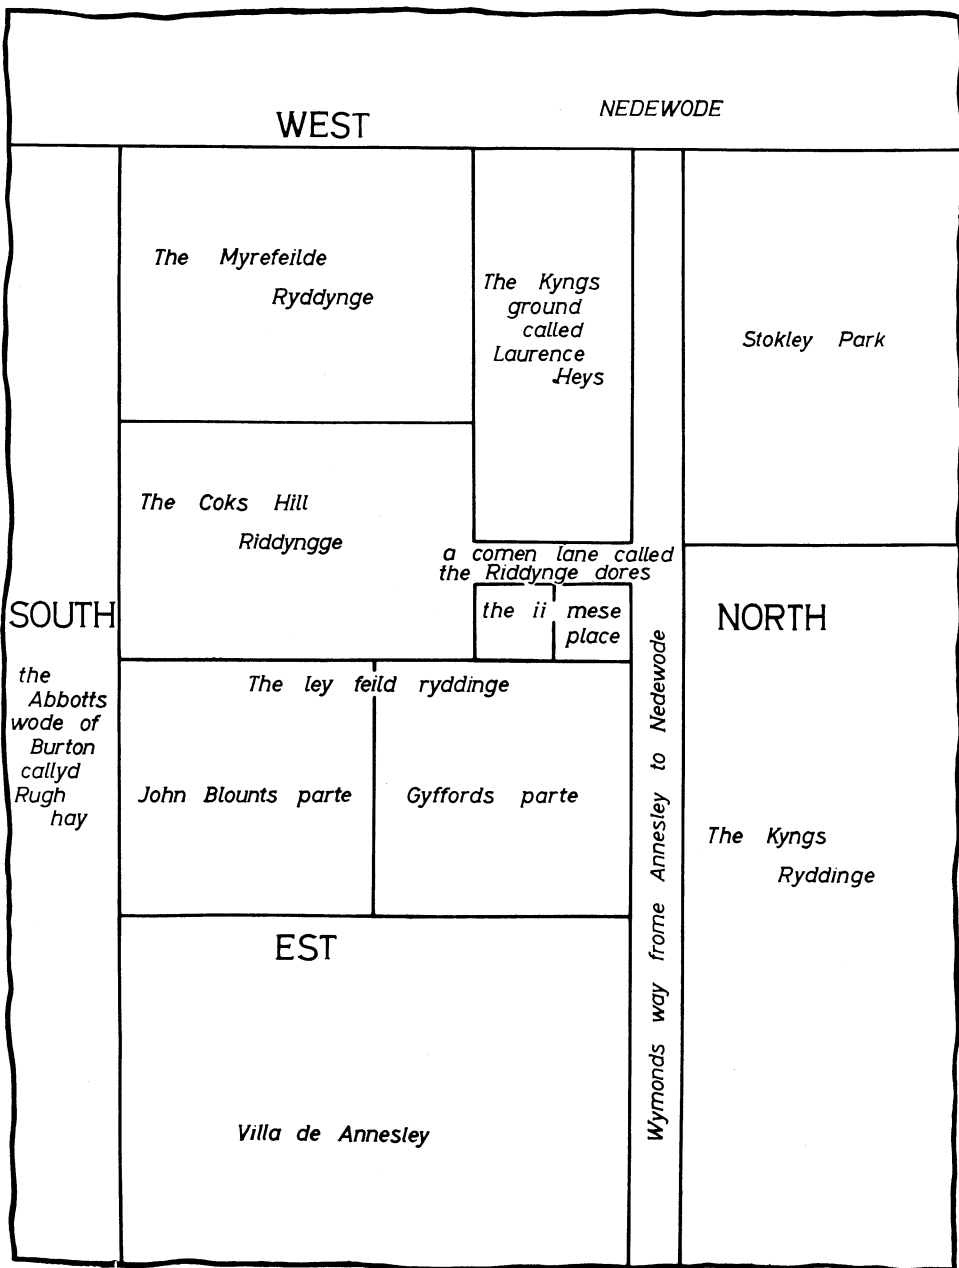 WEST
NEDEWODE
The Myrefeilde
Ryddynge
The Kyngs
ground
called
Laurence
Heys
Stokley Park
The Coks Hill
Riddyngge
a comen lane called
the Riddynge dores
the ii mese
place
SOUTH
the
Abbotts
wode of
Burton
callyd
Rugh
hay
NORTH
The ley feild ryddinge
John Blounts parte
Gyffords parte
Wymonds way frome Annesley to Nedewode
The Kyngs
Ryddinge
EST
Villa de Annesley